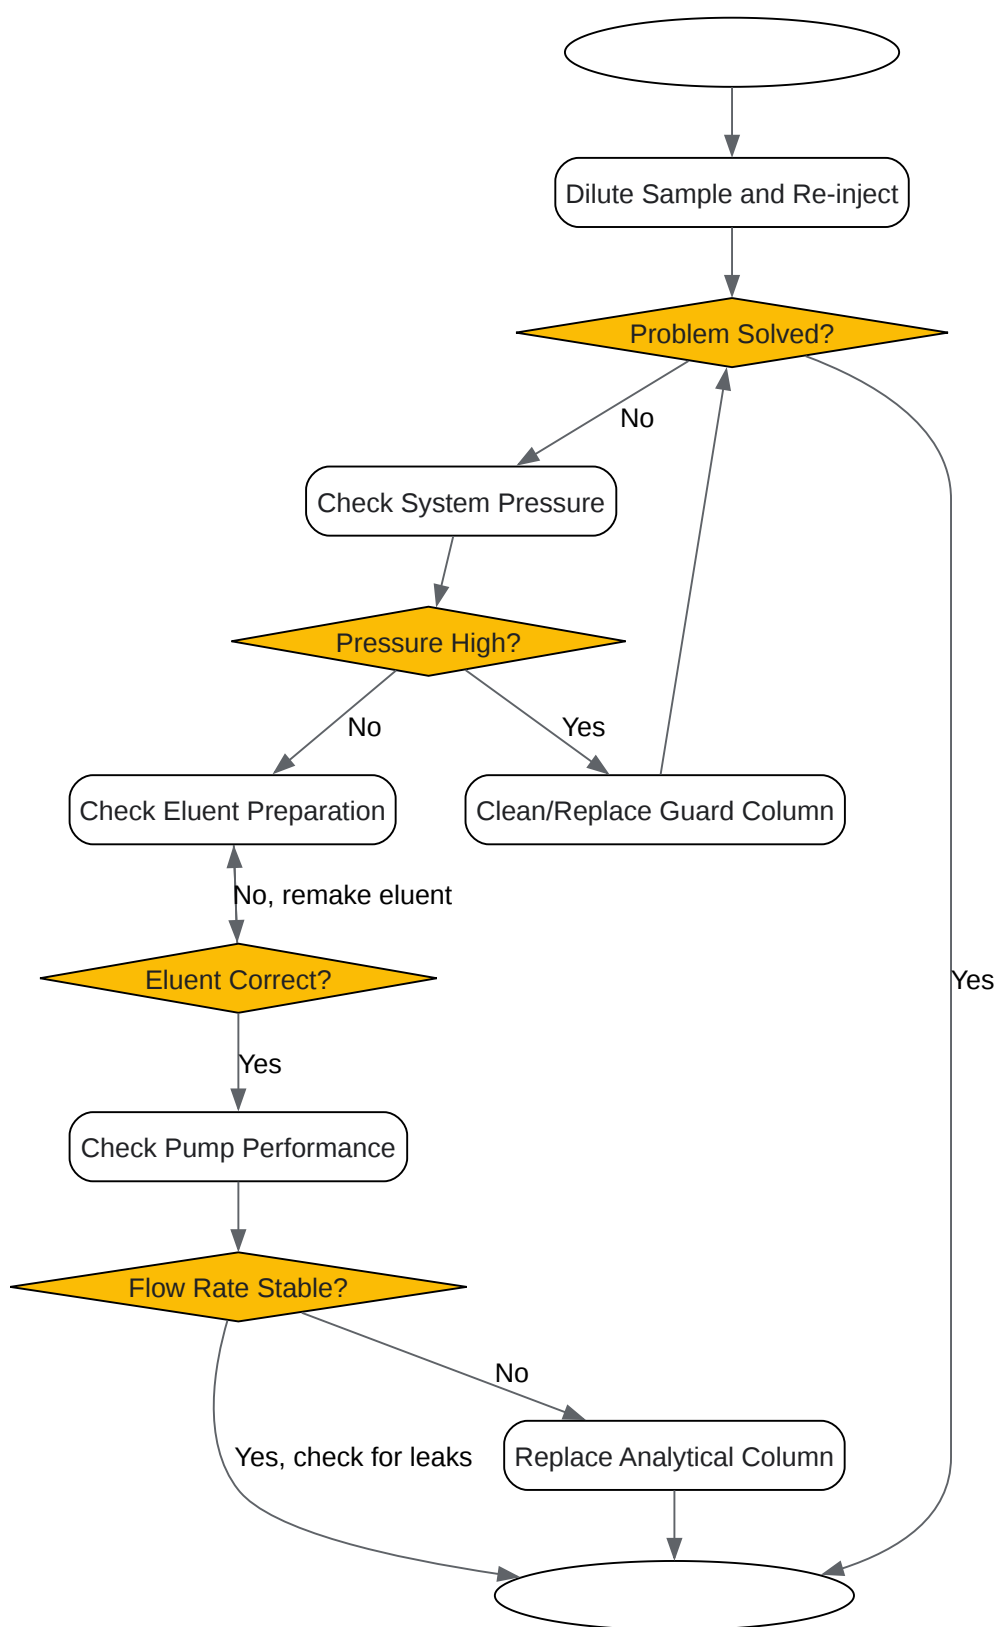 Dilute Sample and Re-inject
Problem Solved?
No
Check System Pressure
Pressure High?
No
Yes
Check Eluent Preparation
Clean/Replace Guard Column
No, remake eluent
Eluent Correct?
Yes
Yes
Check Pump Performance
Flow Rate Stable?
No
Yes, check for leaks
Replace Analytical Column